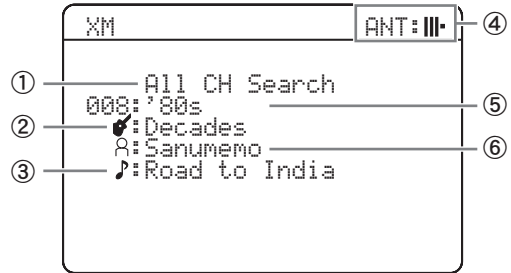 XM ANT:
④
① All CH Search
008:'80s ⑤
② :Decades
:Sanumemo ⑥
③ ♪:Road to India